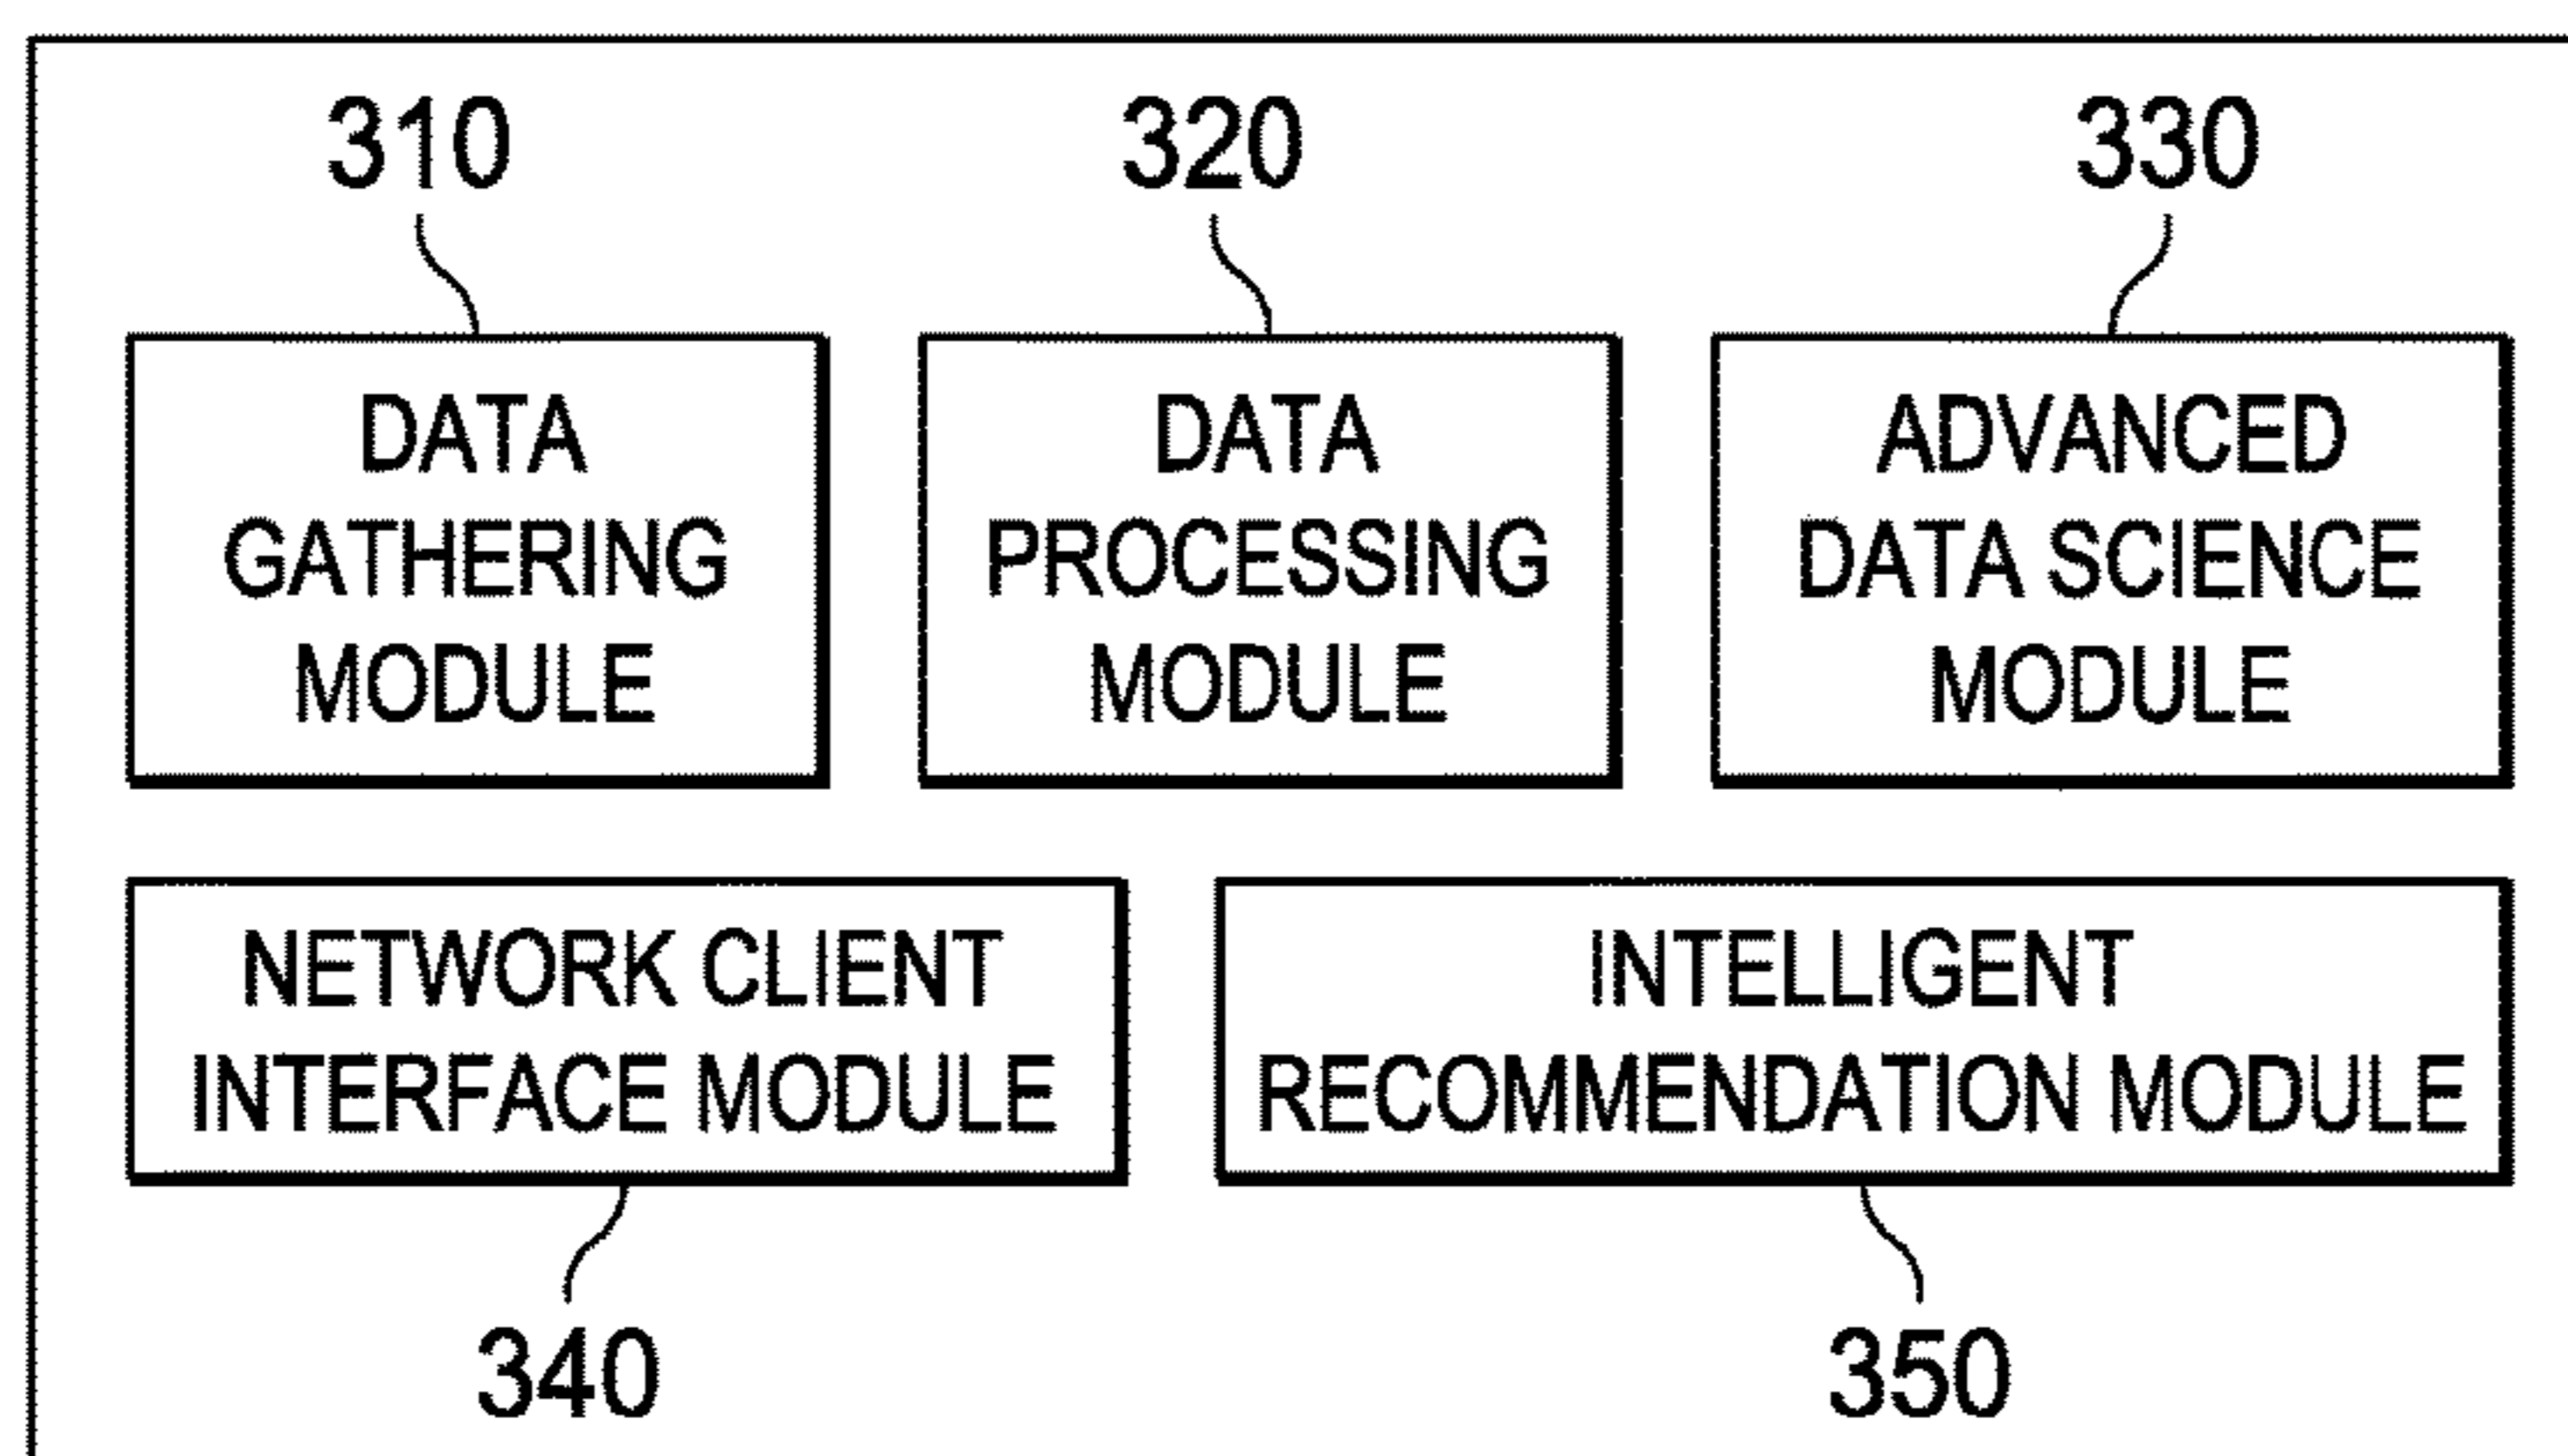 310
320
330
DATA
GATHERING
MODULE
DATA
PROCESSING
MODULE
ADVANCED
DATA SCIENCE
MODULE
NETWORK CLIENT
INTERFACE MODULE
INTELLIGENT
RECOMMENDATION MODULE
340
350